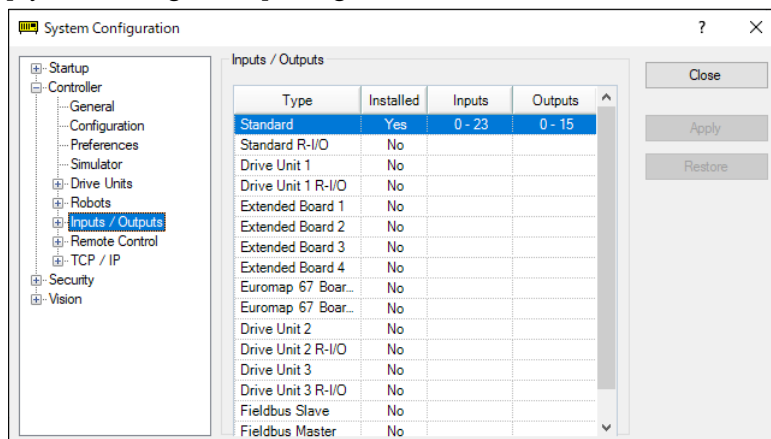 System Configuration
? ×
Startup
Controller
General
Configuration
Preferences
Simulator
Drive Units
Robots
Inputs / Outputs
Remote Control
TCP / IP
Security
Vision
Inputs / Outputs
Type Installed Inputs Outputs
Standard Yes 0 - 23 0 - 15
Standard R-I/O No
Drive Unit 1 No
Drive Unit 1 R-I/O No
Extended Board 1 No
Extended Board 2 No
Extended Board 3 No
Extended Board 4 No
Euromap 67 Boar... No
Euromap 67 Boar... No
Drive Unit 2 No
Drive Unit 2 R-I/O No
Drive Unit 3 No
Drive Unit 3 R-I/O No
Fieldbus Slave No
Fieldbus Master No
Close
Apply
Restore